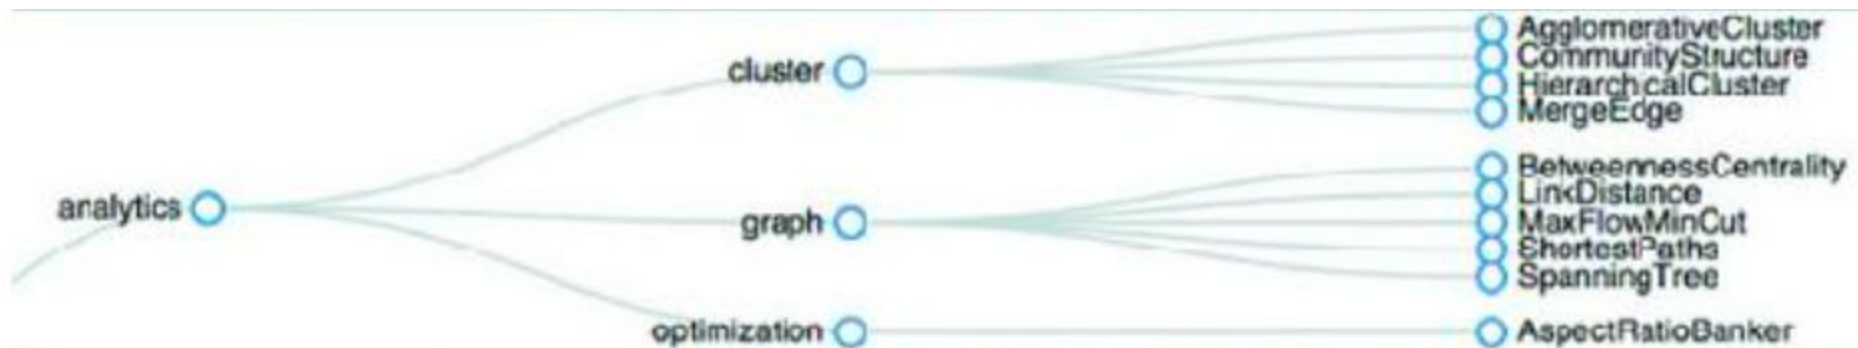 AgglomerativeCluster
CommunityStructure
cluster
HierarchicalCluster
MergeEdge
BetweennessCentrality
LinkDistance
analytics
graph
MaxFlowMinCut
ShortestPaths
SpanningTree
optimization
AspectRatioBanker